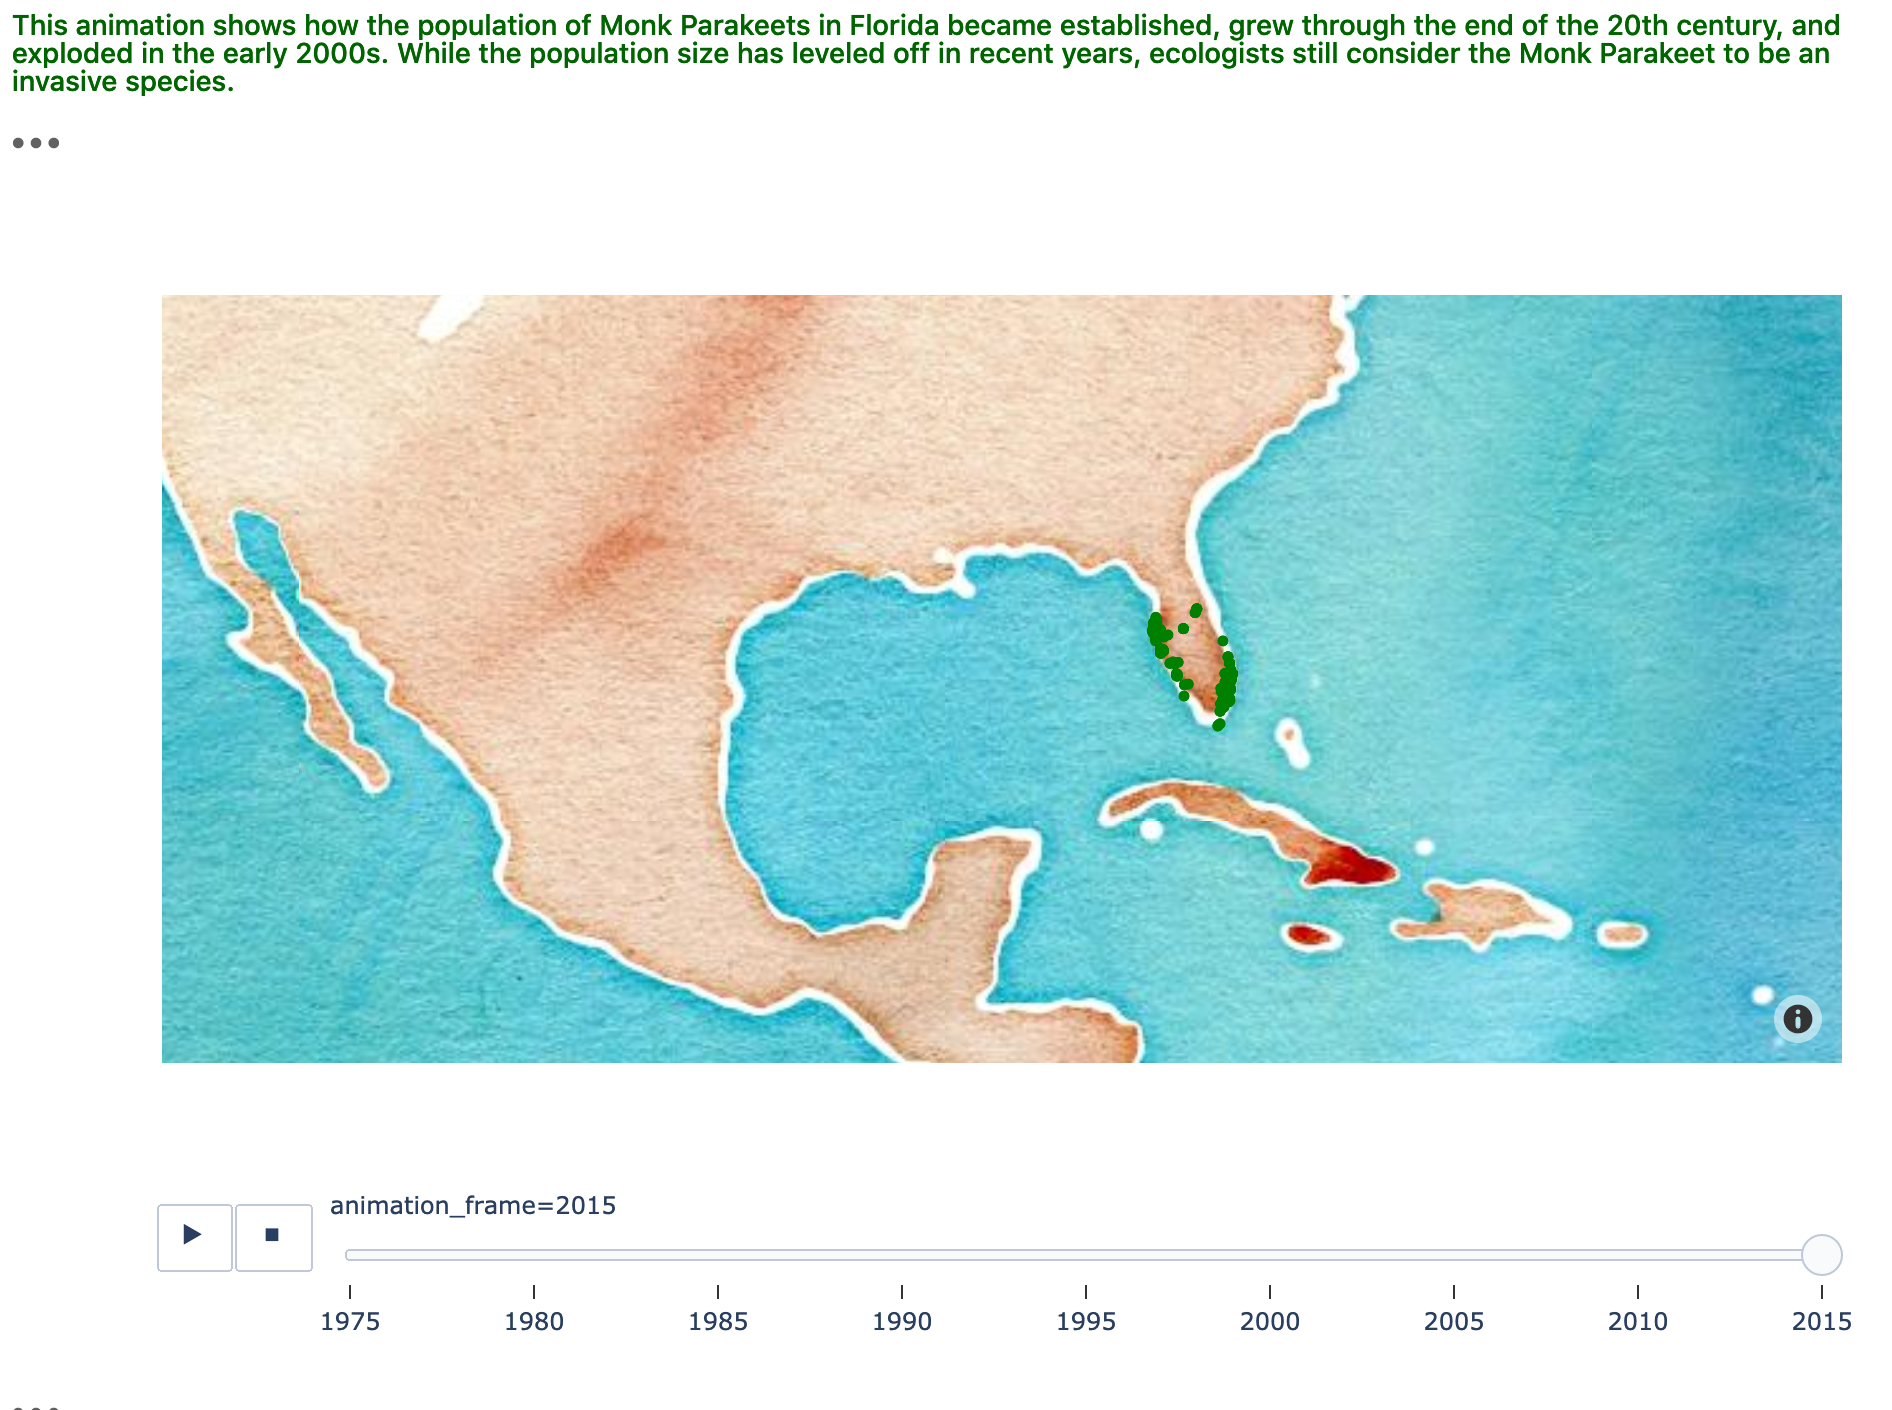 This animation shows how the population of Monk Parakeets in Florida became established, grew through the end of the 20th century, and
exploded in the early 2000s. While the population size has leveled off in recent years, ecologists still consider the Monk Parakeet to be an
invasive species.
animation_frame=2015
1975 1980 1985 1990 1995 2000 2005 2010 2015